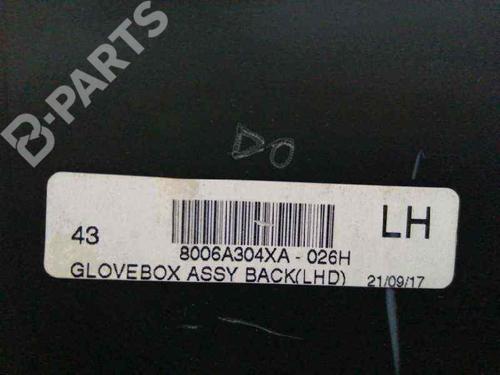 B-PARTS
DO
43
LH
8006A304XA - 026H
GLOVEBOX ASSY BACK(LHD)
21/09/17